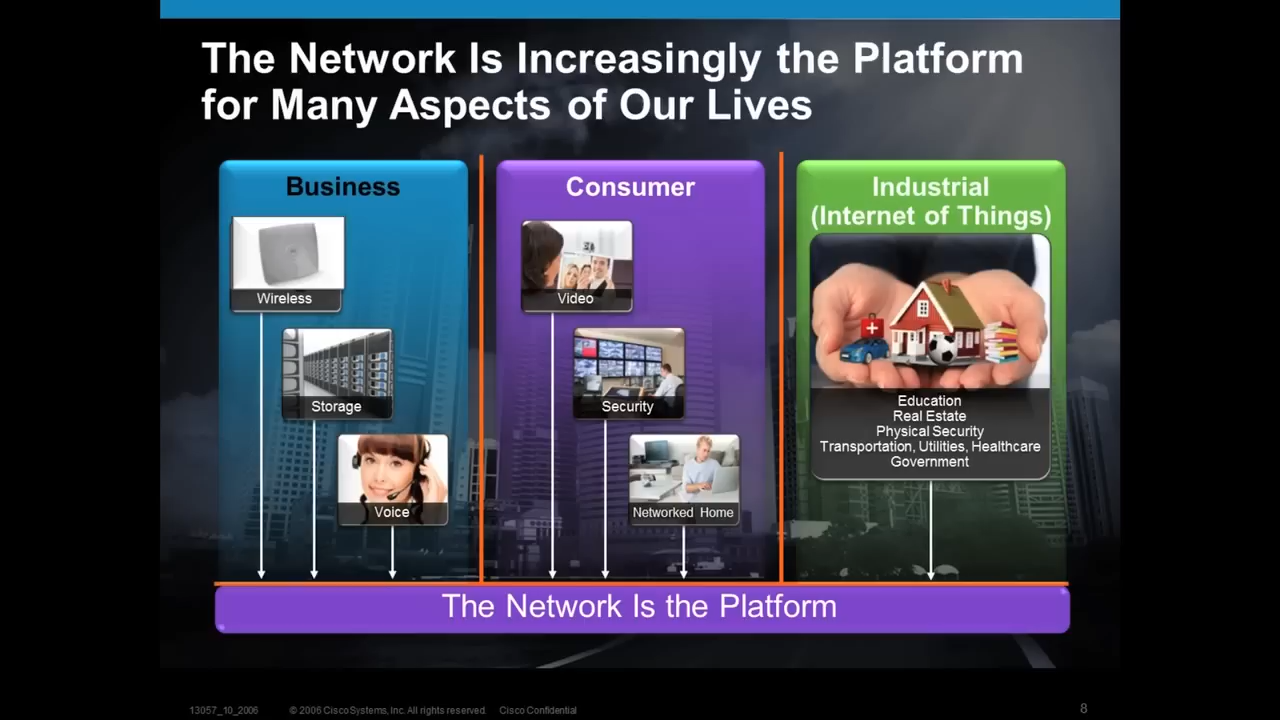 The Network Is Increasingly the Platform
for Many Aspects of Our Lives
Business
Wireless
Storage
Voice
Consumer
Video
Security
Networked Home
Industrial
(Internet of Things)
Education
Real Estate
Physical Security
Transportation, Utilities, Healthcare
Government
The Network Is the Platform
13057_10_2006 © 2006 Cisco Systems, Inc. All rights reserved. Cisco Confidential 8